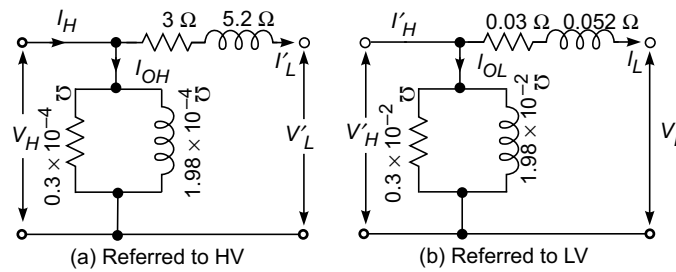 3 Ω 5.2 Ω
I_H
I'_L
I_OH
V_H
0.3 × 10⁻⁴ ℧
1.98 × 10⁻⁴ ℧
V'_L
(a) Referred to HV
0.03 Ω 0.052 Ω
I'_H
I_L
I_OL
V'_H
0.3 × 10⁻² ℧
1.98 × 10⁻² ℧
(b) Referred to LV